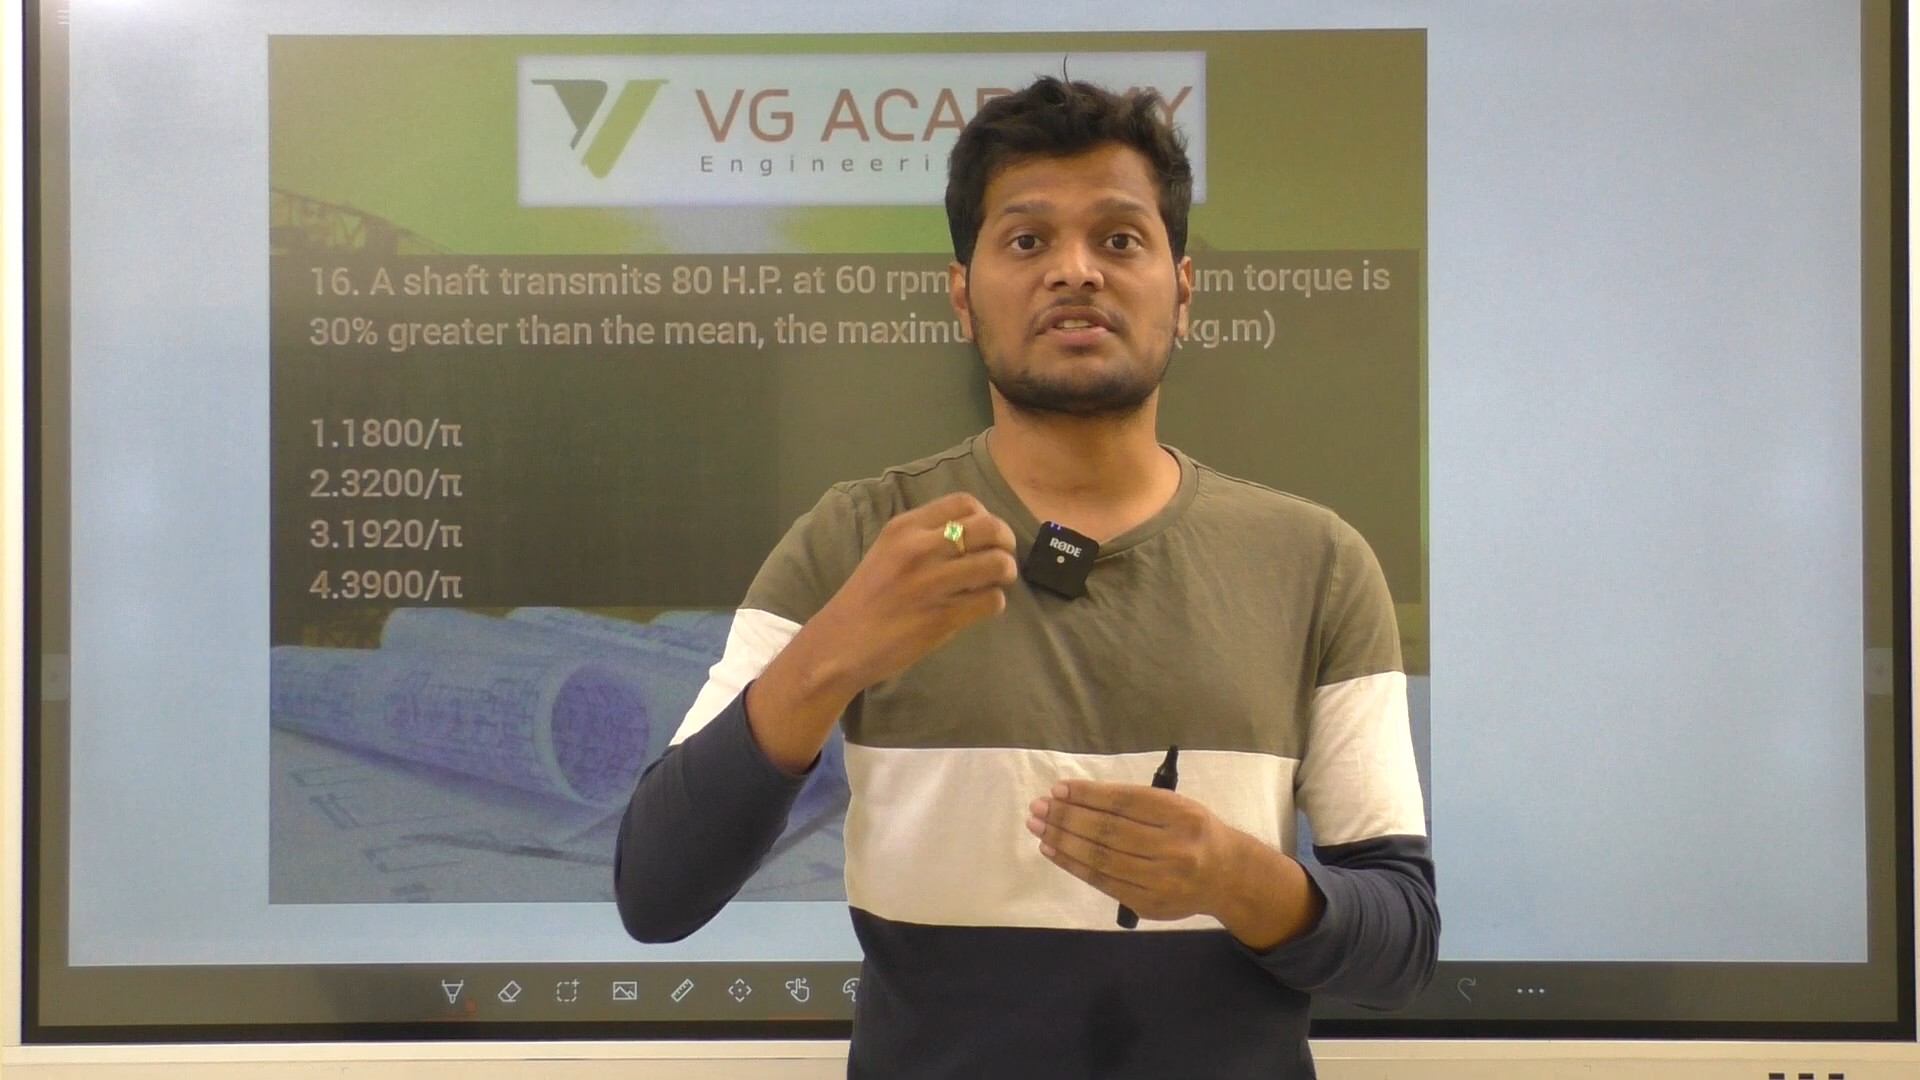 VG ACA
Engineeri
16. A shaft transmits 80 H.P. at 60 rpm um torque is
30% greater than the mean, the maximu (kg.m)
1.1800/π
2.3200/π
3.1920/π
4.3900/π
RØDE